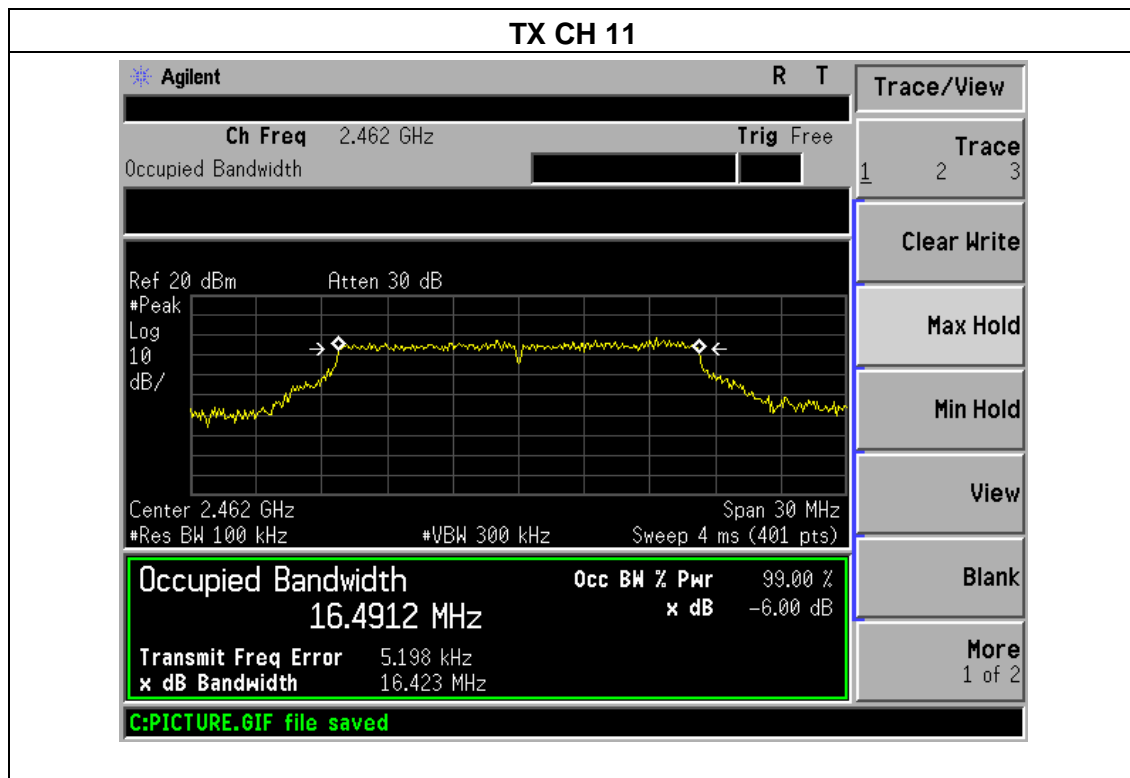 TX CH 11
Agilent R T
Trace/View
Ch Freq 2.462 GHz Trig Free
Occupied Bandwidth
Trace
1 2 3
Clear Write
Max Hold
Min Hold
View
Blank
More
1 of 2
Ref 20 dBm Atten 30 dB
#Peak
Log
10
dB/
Center 2.462 GHz Span 30 MHz
#Res BW 100 kHz #VBW 300 kHz Sweep 4 ms (401 pts)
Occupied Bandwidth Occ BW % Pwr 99.00 %
16.4912 MHz x dB -6.00 dB
Transmit Freq Error 5.198 kHz
x dB Bandwidth 16.423 MHz
C:PICTURE.GIF file saved